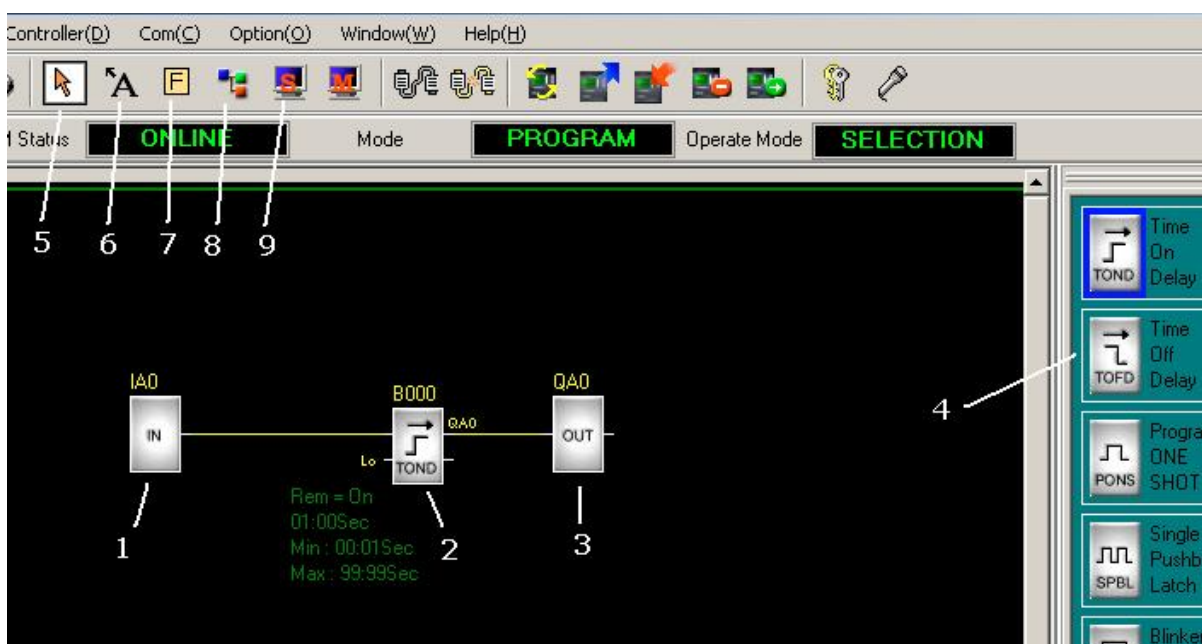 Controller(D) Com(C) Option(O) Window(W) Help(H)
A F S M
Status ONLINE Mode PROGRAM Operate Mode SELECTION
5 6 7 8 9
TOND Time
On
Delay
TOFD Time
Off
Delay
4
IA0
IN
B000
QA0
TOND
Lo
QA0
OUT
Rem = On
01:00Sec
Min : 00:01Sec
Max : 99:99Sec
1 2 3
PONS
ONE
SHOT
SPBL Single
Latch